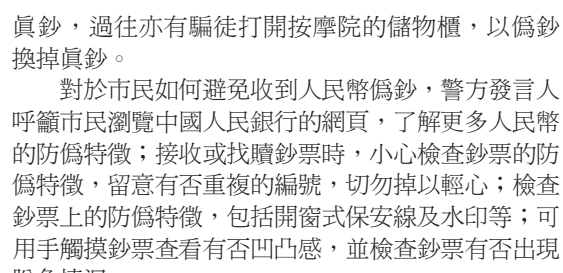 眞鈔，過往亦有騙徒打開按摩院的儲物櫃，以僞鈔
換掉眞鈔。
對於市民如何避免收到人民幣僞鈔，警方發言人
呼籲市民瀏覽中國人民銀行的網頁，了解更多人民幣
的防僞特徵；接收或找贖鈔票時，小心檢查鈔票的防
僞特徵，留意有否重複的編號，切勿掉以輕心；檢查
鈔票上的防僞特徵，包括開窗式保安線及水印等；可
用手觸摸鈔票查看有否凹凸感，並檢查鈔票有否出現